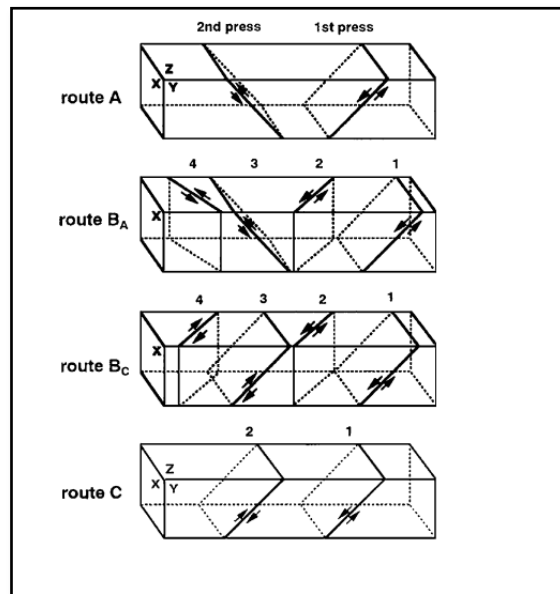 2nd press 1st press
Z
X Y
route A
4 3 2 1
route BA
X
4 3 2 1
route BC
X
2 1
Z
X Y
route C